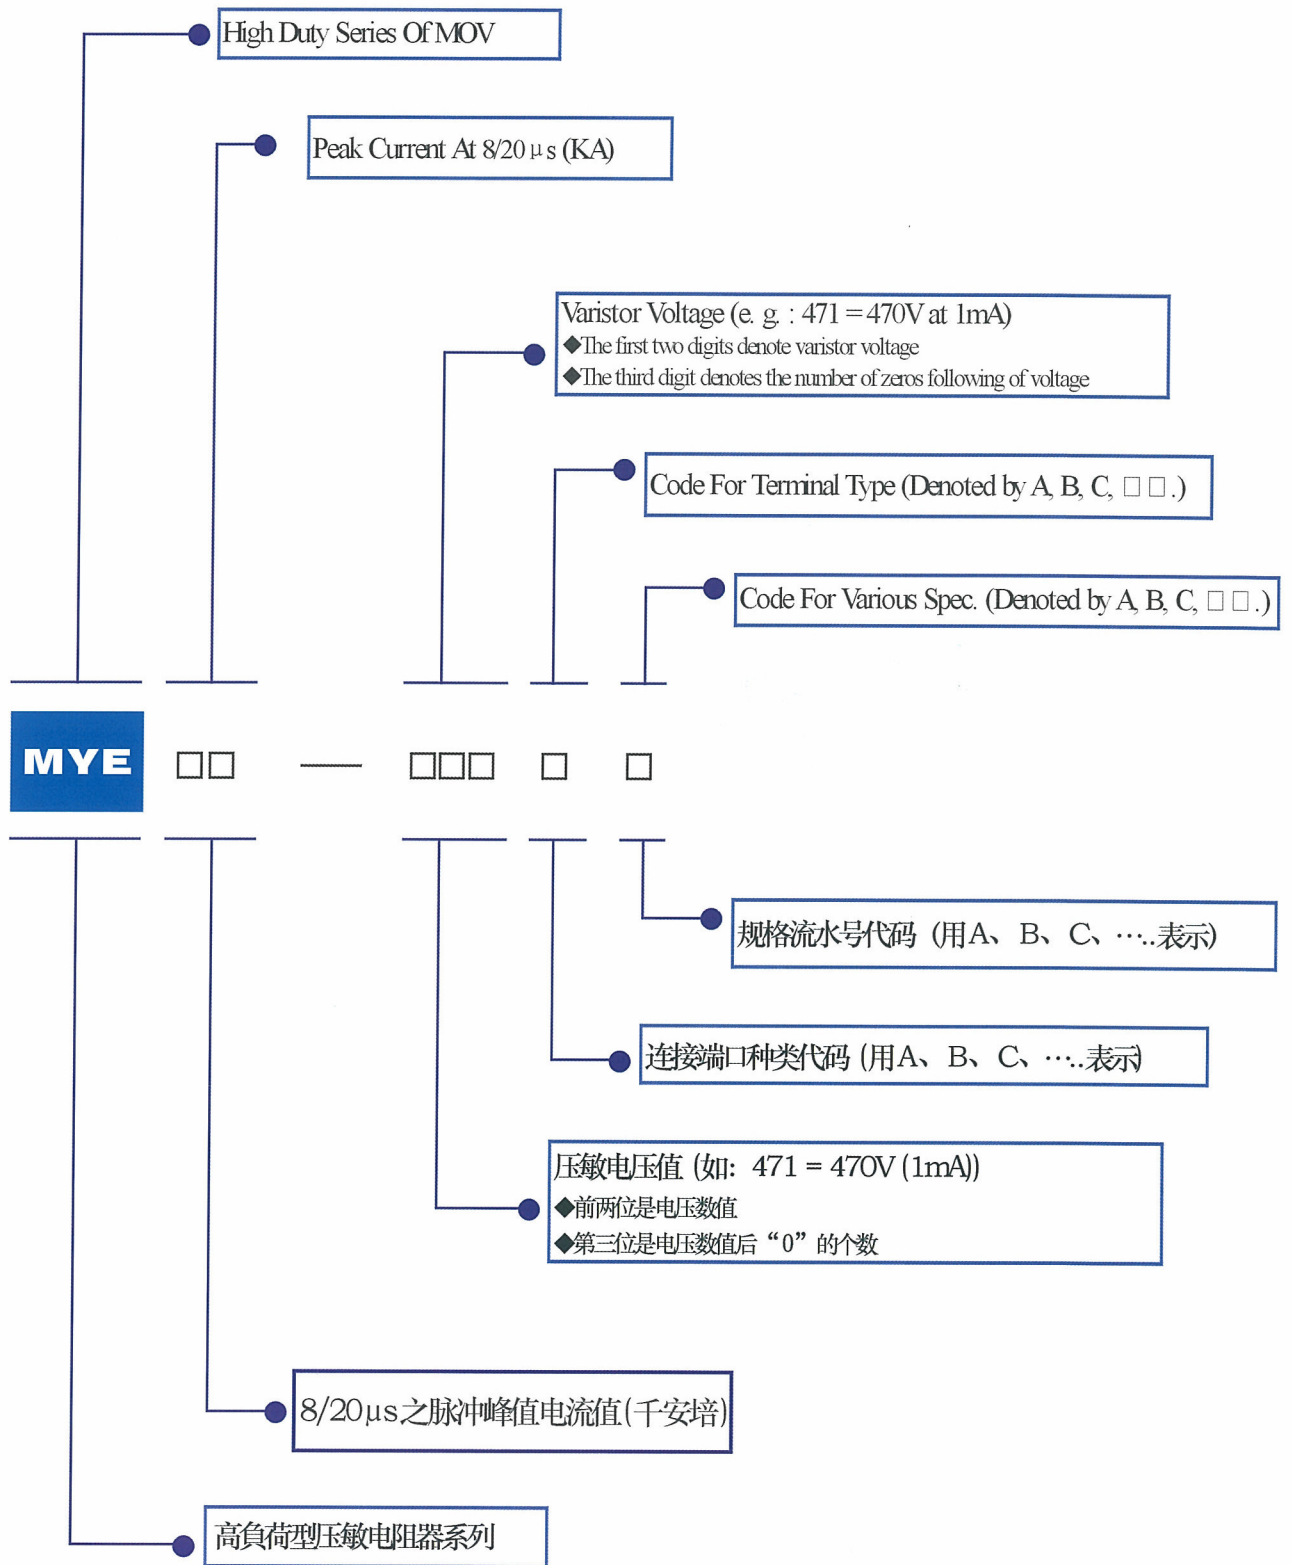 High Duty Series Of MOV
Peak Current At 8/20μs (KA)
Varistor Voltage (e. g. : 471 = 470V at 1mA)
◆The first two digits denote varistor voltage
◆The third digit denotes the number of zeros following of voltage
Code For Terminal Type (Denoted by A, B, C, □ □.)
Code For Various Spec. (Denoted by A, B, C, □ □.)
MYE □□ — □□□ □ □
规格流水号代码 (用A、B、C、…..表示)
连接端口种类代码 (用A、B、C、…..表示)
压敏电压值 (如: 471 = 470V (1mA))
◆前两位是电压数值
◆第三位是电压数值后“0”的个数
8/20μs之脉冲峰值电流值(千安培)
高負荷型压敏电阻器系列